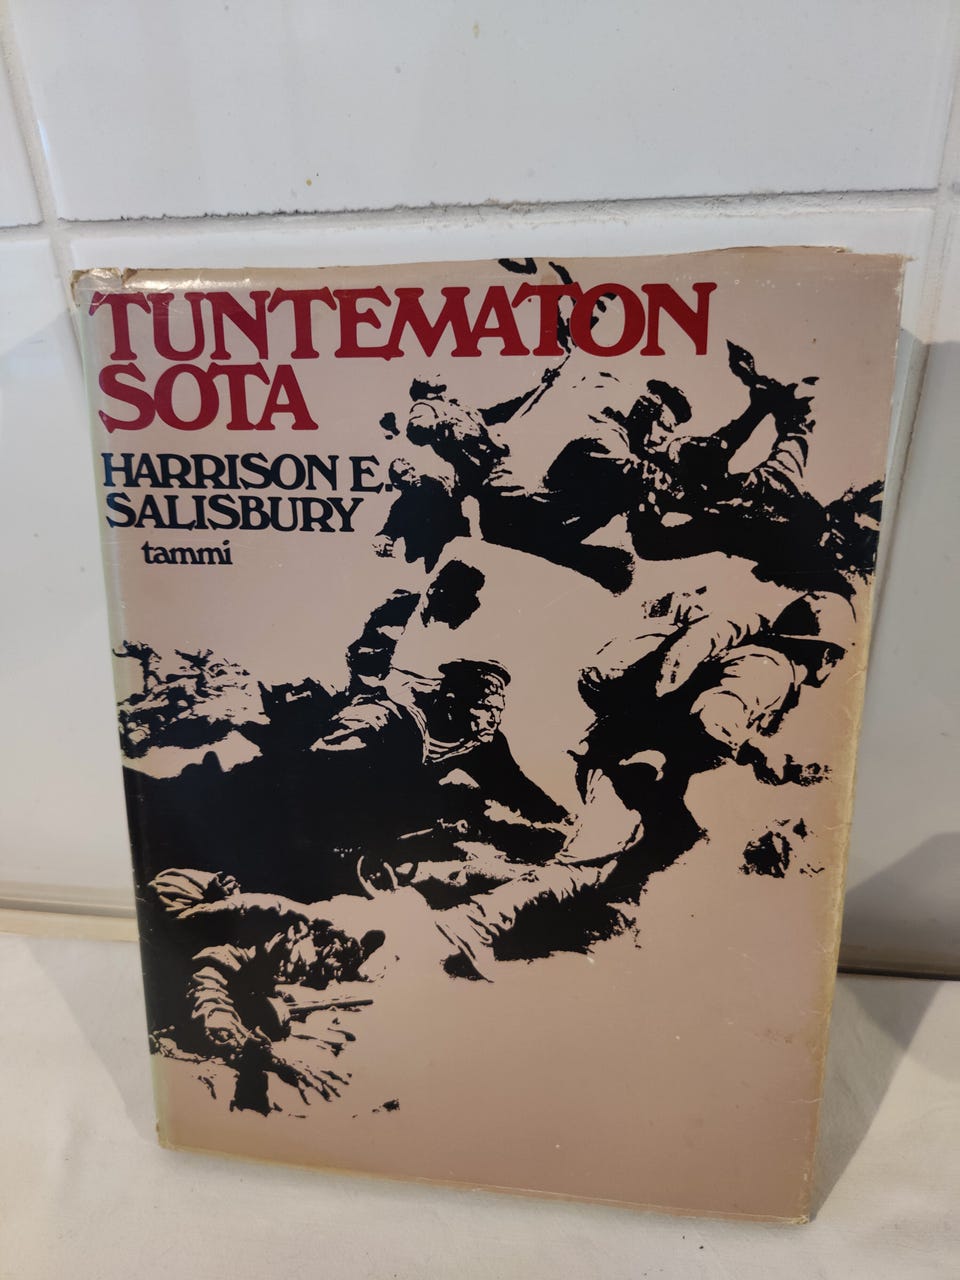 TUNTEMATON
SOTA
HARRISON E.
SALISBURY
tammi